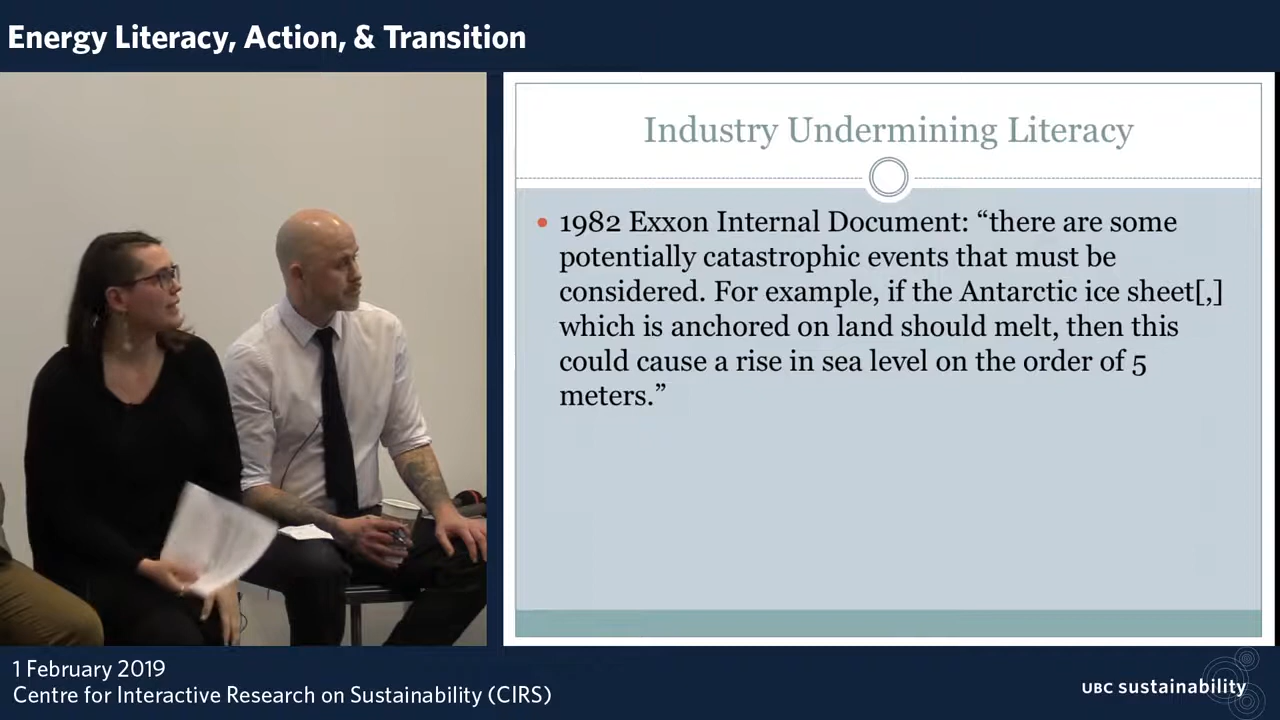 Energy Literacy, Action, & Transition
Industry Undermining Literacy
• 1982 Exxon Internal Document: “there are some
potentially catastrophic events that must be
considered. For example, if the Antarctic ice sheet[,]
which is anchored on land should melt, then this
could cause a rise in sea level on the order of 5
meters.”
1 February 2019
Centre for Interactive Research on Sustainability (CIRS)
UBC sustainability